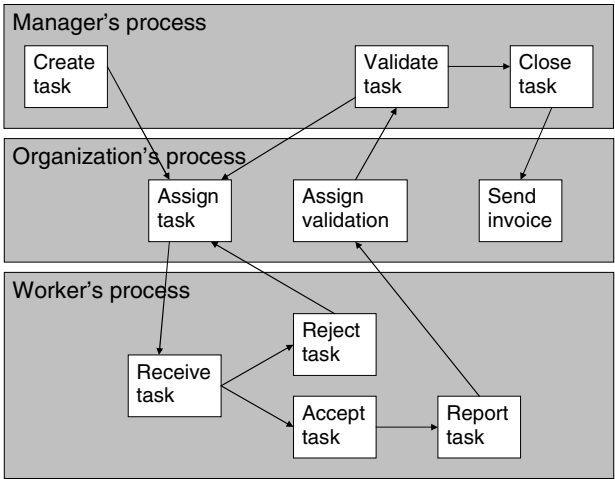 Manager's process
Create
task
Validate
task
Close
task
Organization's process
Assign
task
Assign
validation
Send
invoice
Worker's process
Reject
task
Receive
task
Accept
task
Report
task